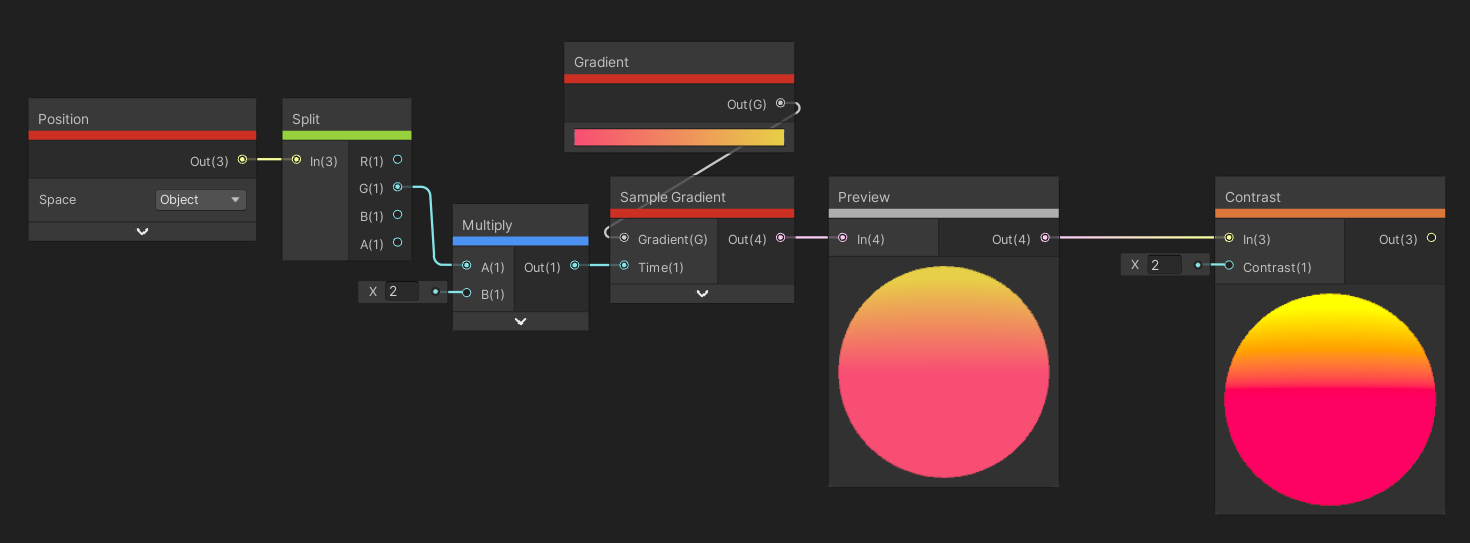 Position
Out(3)
Space
Object
Split
In(3)
R(1)
G(1)
B(1)
A(1)
X 2
Multiply
A(1)
Out(1)
B(1)
Gradient
Out(G)
Sample Gradient
Gradient(G)
Out(4)
Time(1)
Preview
In(4)
Out(4)
X 2
Contrast
In(3)
Out(3)
Contrast(1)